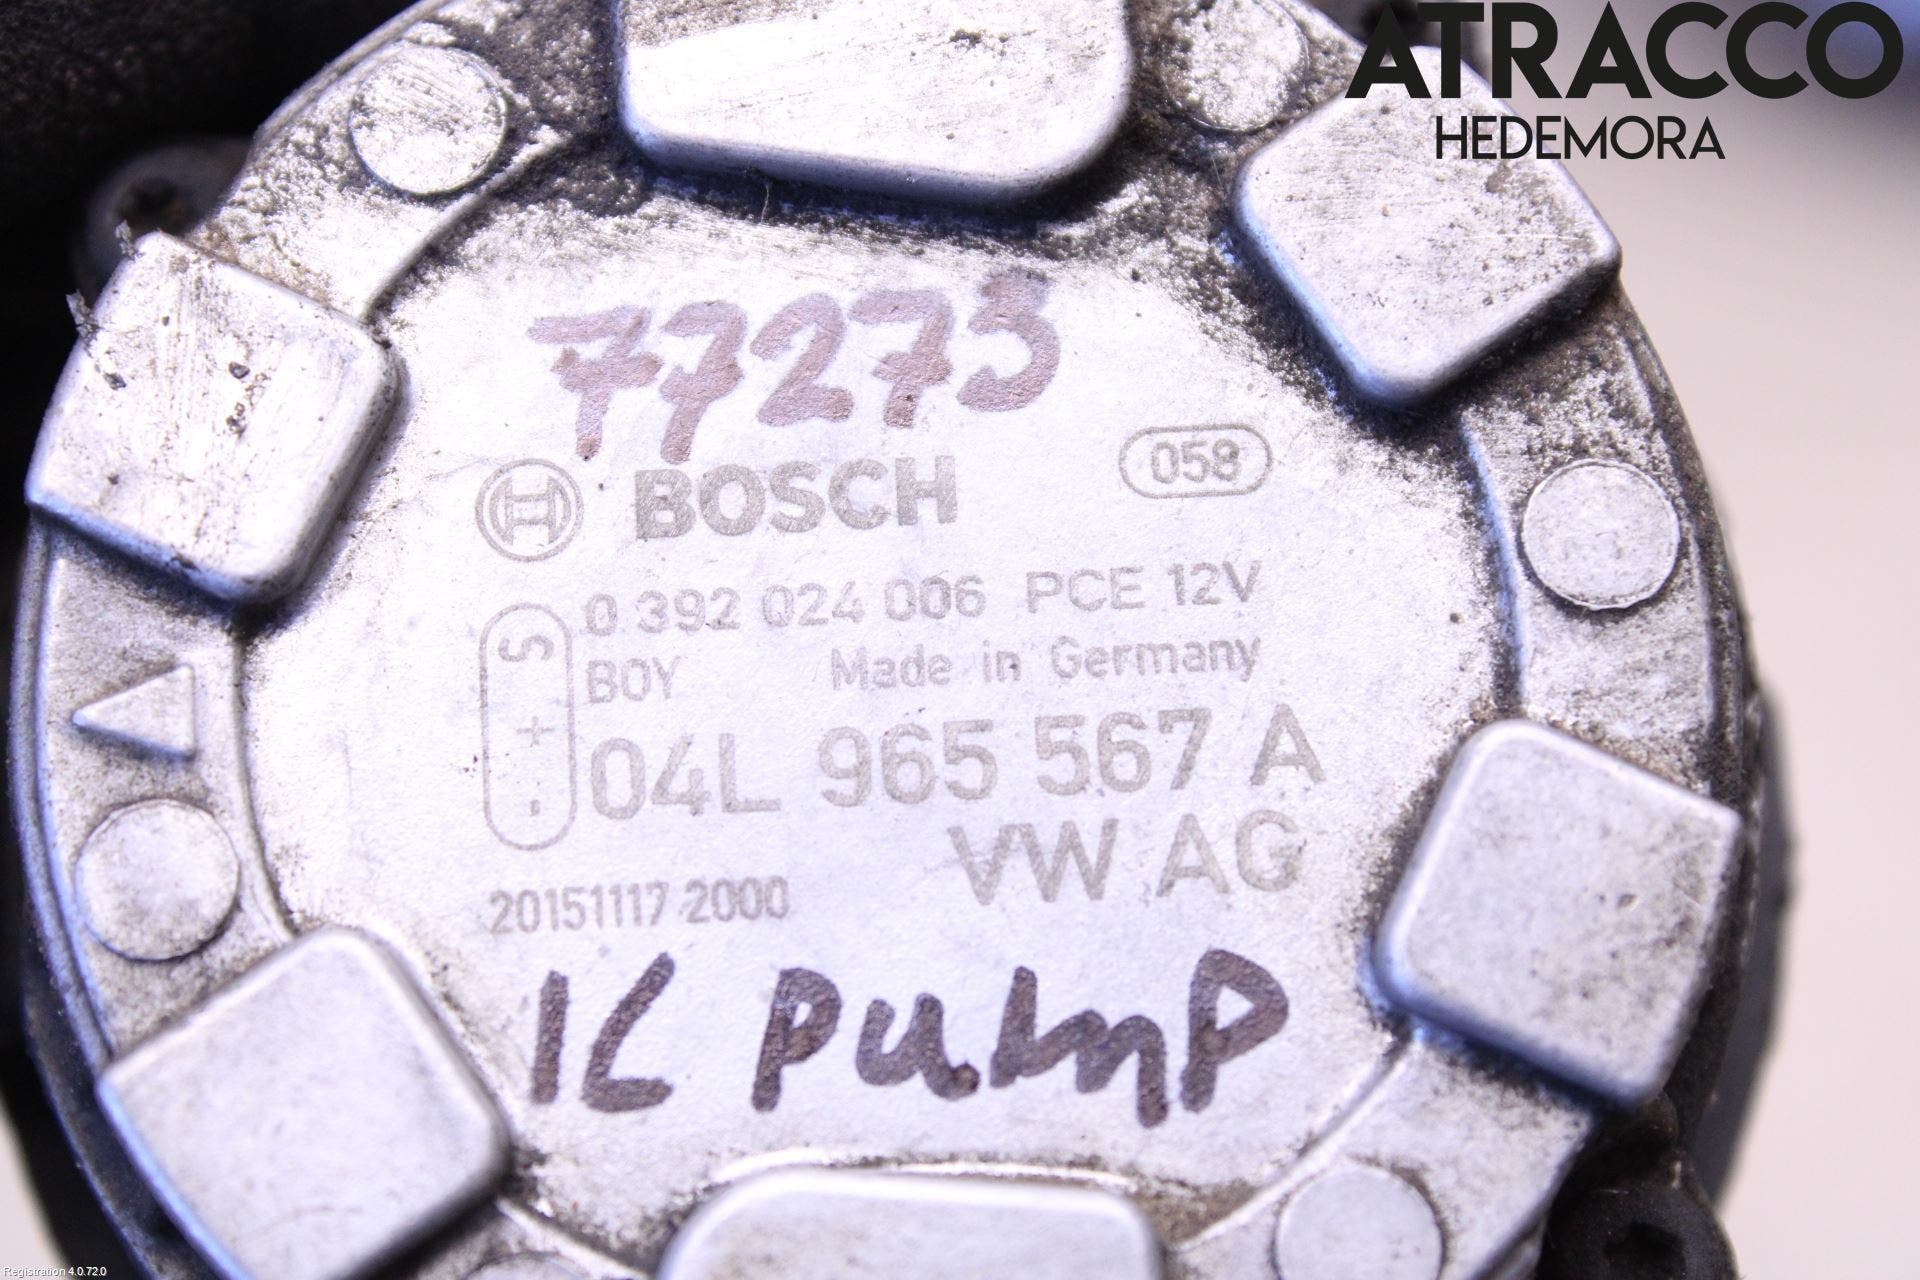 ATRACCO
HEDEMORA
77273
BOSCH
058
0 392 024 006 PCE 12V
BOY Made in Germany
S + -
04L 965 567 A
VW AG
20151117 2000
IC PUMP
Registration 4.0.72.0